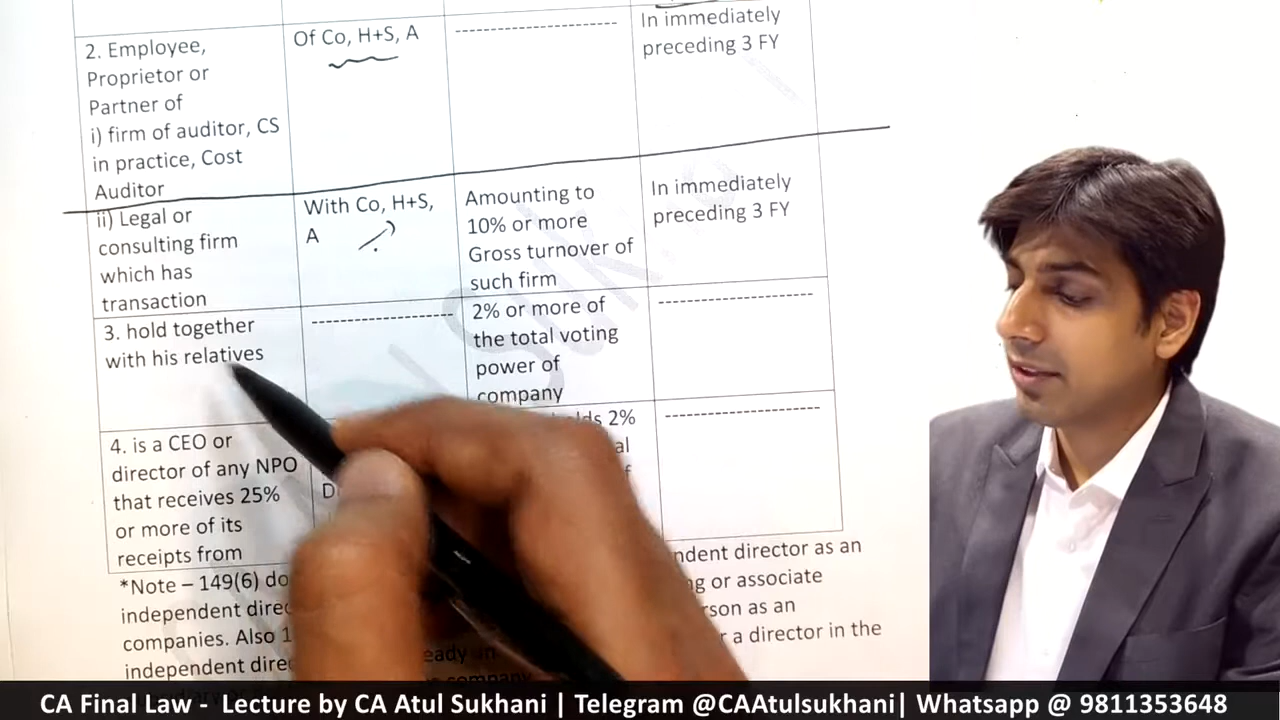 2. Employee,
Proprietor or
Partner of
i) firm of auditor, CS
in practice, Cost
Auditor
Of Co, H+S, A
In immediately
preceding 3 FY
ii) Legal or
consulting firm
which has
transaction
With Co, H+S,
A
Amounting to
10% or more
Gross turnover of
such firm
In immediately
preceding 3 FY
3. hold together
with his relatives
2% or more of
the total voting
power of
company
4. is a CEO or
director of any NPO
that receives 25%
or more of its
receipts from
2%
*Note – 149(6)
director as an
or associate
companies. Also
as an
or a director in the
CA Final Law - Lecture by CA Atul Sukhani | Telegram @CAAtulsukhani| Whatsapp @ 9811353648